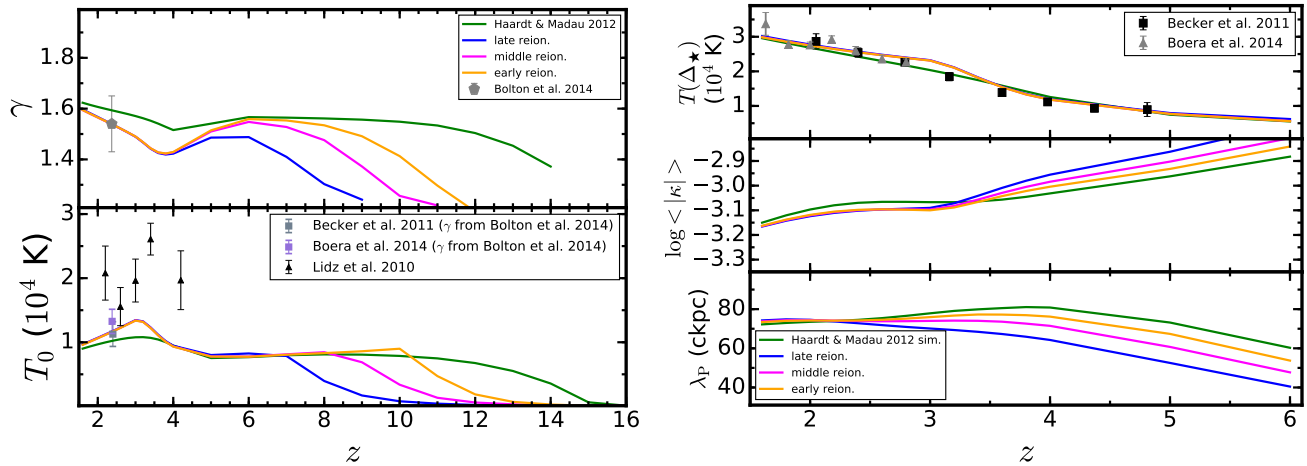 1.8
1.6
1.4
γ
Haardt & Madau 2012
late reion.
middle reion.
early reion.
Bolton et al. 2014
3
2
1
0
T₀ (10⁴ K)
Becker et al. 2011 (γ from Bolton et al. 2014)
Boera et al. 2014 (γ from Bolton et al. 2014)
Lidz et al. 2010
2 4 6 8 10 12 14 16
z
3
2
1
T(Δ★)
(10⁴ K)
Becker et al. 2011
Boera et al. 2014
−2.9
−3.0
−3.1
−3.2
−3.3
log < |κ| >
80
60
40
λP (ckpc)
Haardt & Madau 2012 sim.
late reion.
middle reion.
early reion.
2 3 4 5 6
z